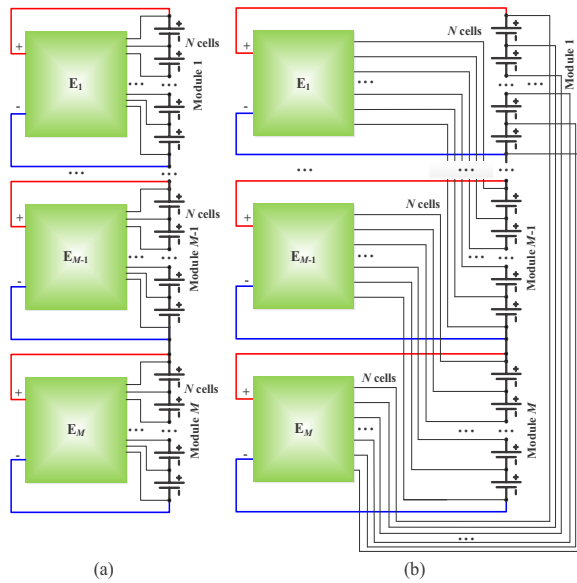 N cells
+
E1
-
Module 1
... ...
... ...
N cells
+
EM-1
-
Module M-1
... ...
N cells
+
EM
-
Module M
... ...
(a)
N cells
+
E1
-
Module 1
...
... ...
... ... ...
N cells
+
EM-1
-
Module M-1
...
... ...
N cells
+
EM
-
Module M
...
... ...
...
(b)